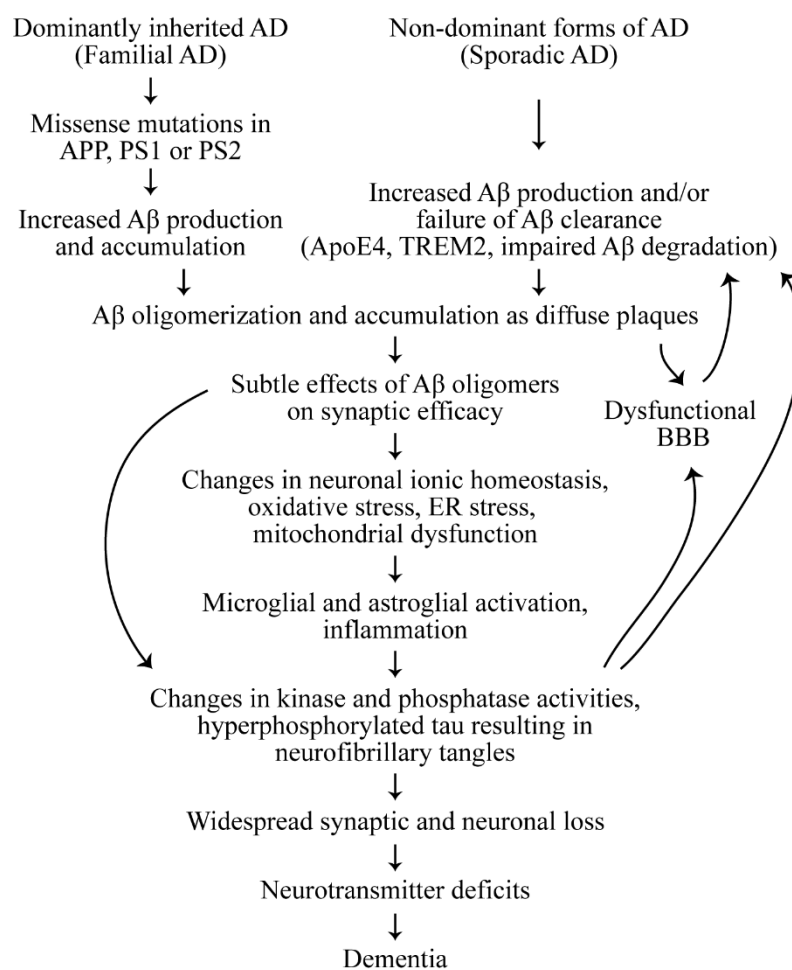 Dominantly inherited AD
(Familial AD)
Non-dominant forms of AD
(Sporadic AD)
Missense mutations in
APP, PS1 or PS2
Increased Aβ production
and accumulation
Increased Aβ production and/or
failure of Aβ clearance
(ApoE4, TREM2, impaired Aβ degradation)
Aβ oligomerization and accumulation as diffuse plaques
Subtle effects of Aβ oligomers
on synaptic efficacy
Dysfunctional
BBB
Changes in neuronal ionic homeostasis,
oxidative stress, ER stress,
mitochondrial dysfunction
Microglial and astroglial activation,
inflammation
Changes in kinase and phosphatase activities,
hyperphosphorylated tau resulting in
neurofibrillary tangles
Widespread synaptic and neuronal loss
Neurotransmitter deficits
Dementia